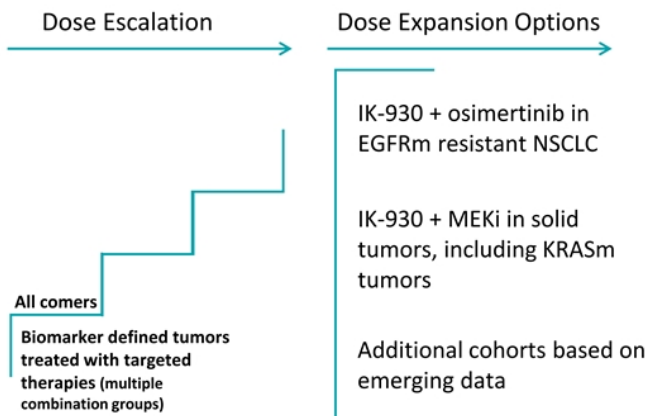 Dose Escalation
All comers
Biomarker defined tumors
treated with targeted
therapies (multiple
combination groups)
Dose Expansion Options
IK-930 + osimertinib in
EGFRm resistant NSCLC
IK-930 + MEKi in solid
tumors, including KRASm
tumors
Additional cohorts based on
emerging data